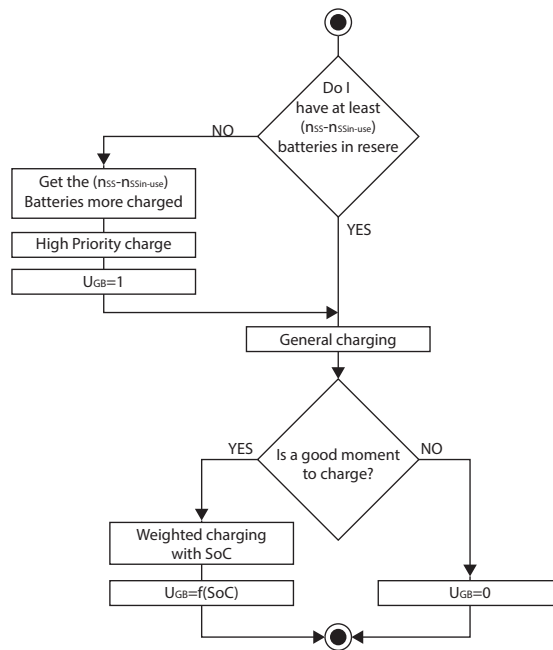 Do I
have at least
(nss-nssin-use)
batteries in resere
NO
Get the (nss-nssin-use)
Batteries more charged
High Priority charge
UGB=1
YES
General charging
Is a good moment
to charge?
YES
NO
Weighted charging
with SoC
UGB=f(SoC)
UGB=0